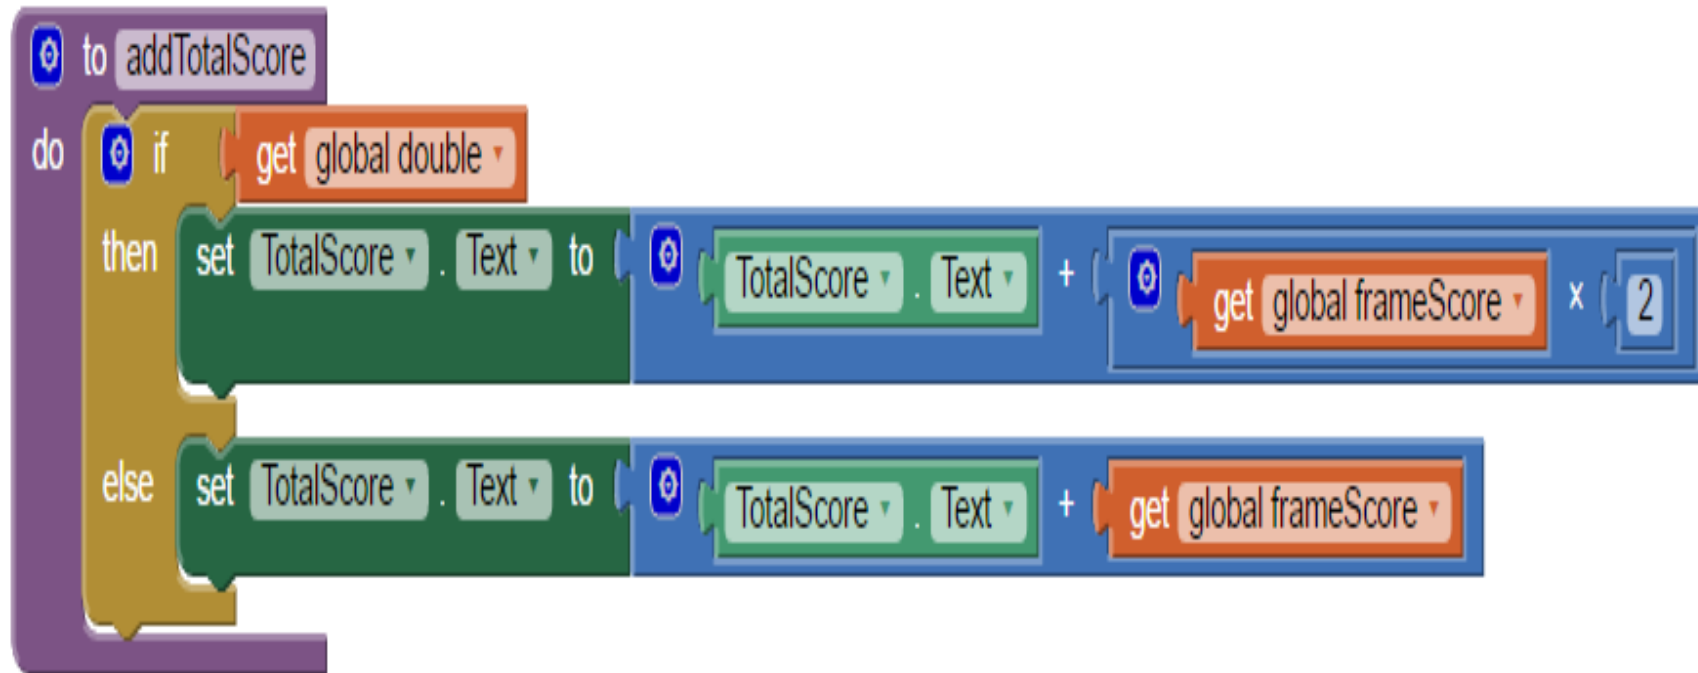 to addTotalScore
do if get global double
then set TotalScore . Text to TotalScore . Text + get global frameScore × 2
else set TotalScore . Text to TotalScore . Text + get global frameScore